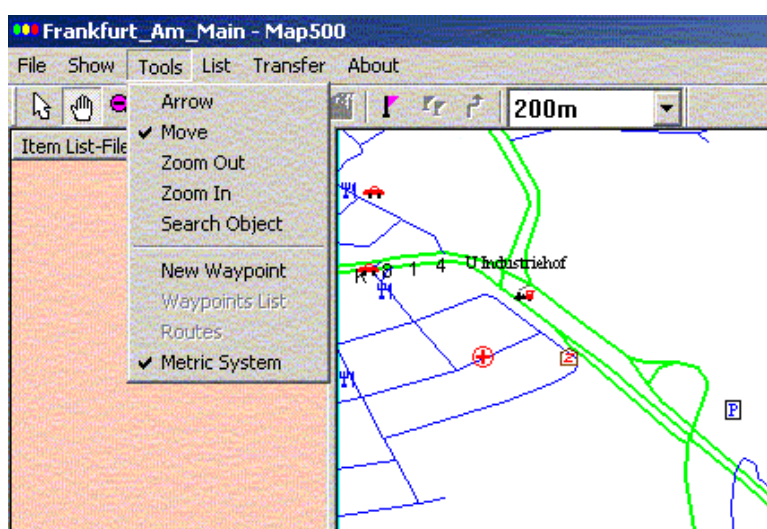 Frankfurt_Am_Main - Map500
File Show Tools List Transfer About
200m
Item List-File
Arrow
Move
Zoom Out
Zoom In
Search Object
New Waypoint
Waypoints List
Routes
Metric System
U Industriehof
1 4
P